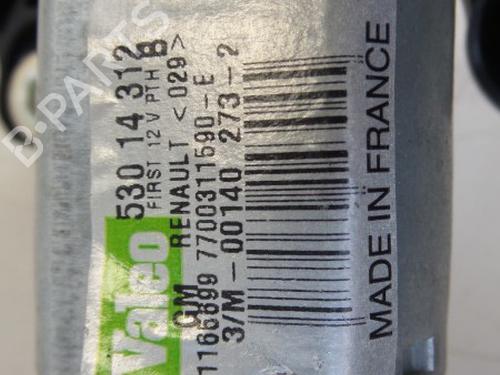 Valeo
530 14 312
FIRST 12 V PTH B
GM RENAULT <029>
7700311590-E
3/M-00140 273-2
MADE IN FRANCE
B-PARTS